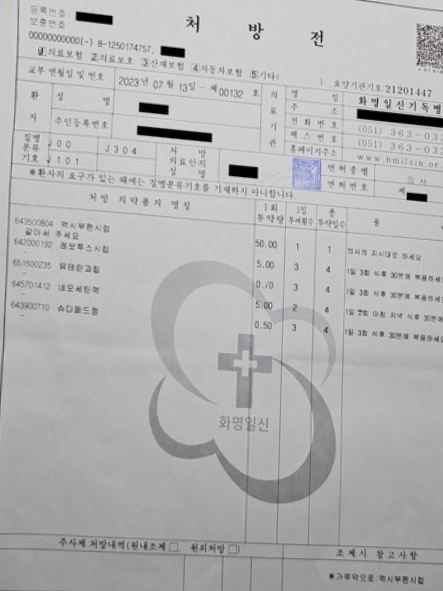 처 방 전
등록번호 :
보훈번호 :
00000000000(-) 8-1250174757,
①의료보험 ②의료보호 ③산재보험 ④자동차보험 ⑤기타( ) 요양기관기호:21201447
교부 연월일 및 번호 2023년 07월 13일 - 제00132 호
환자
성 명
주민등록번호
의료기관
명 칭 화명일신기독병
주 소
전화번호 (051) 363-03
팩스번호 (051) 363-03
홈페이지주소 www.hmilsin.or
질병분류기호
J00 J304
J101
처 방 의료인의 성 명
면허종별 의 사
면허번호 제
※환자의 요구가 있는 때에는 질병분류기호를 기재하지 아니합니다.
처방 의약품의 명칭 1회 투약량 1일 투여횟수 총 투약일수 용
643500804 맥시부펜시럽 50.00 1 1 의사의 지시대로 하세요
갈아서 주세요
642000192 레보투스시럽 5.00 3 4 1일 3회 식후 30분에 복용하세
651600235 유테란과립 0.70 3 4 1일 3회 식후 30분에 복용하세
645701412 네오세틴액 5.00 2 4 1일 2회 아침 저녁 식후 30분에
643900710 슈다페드정 0.50 3 4 1일 3회 식후 30분에 복용하세
화명일신
주사제 처방내역(원내조제 □, 원외처방 □) 조제시 참고사항
※가루약으로:맥시부펜시럽